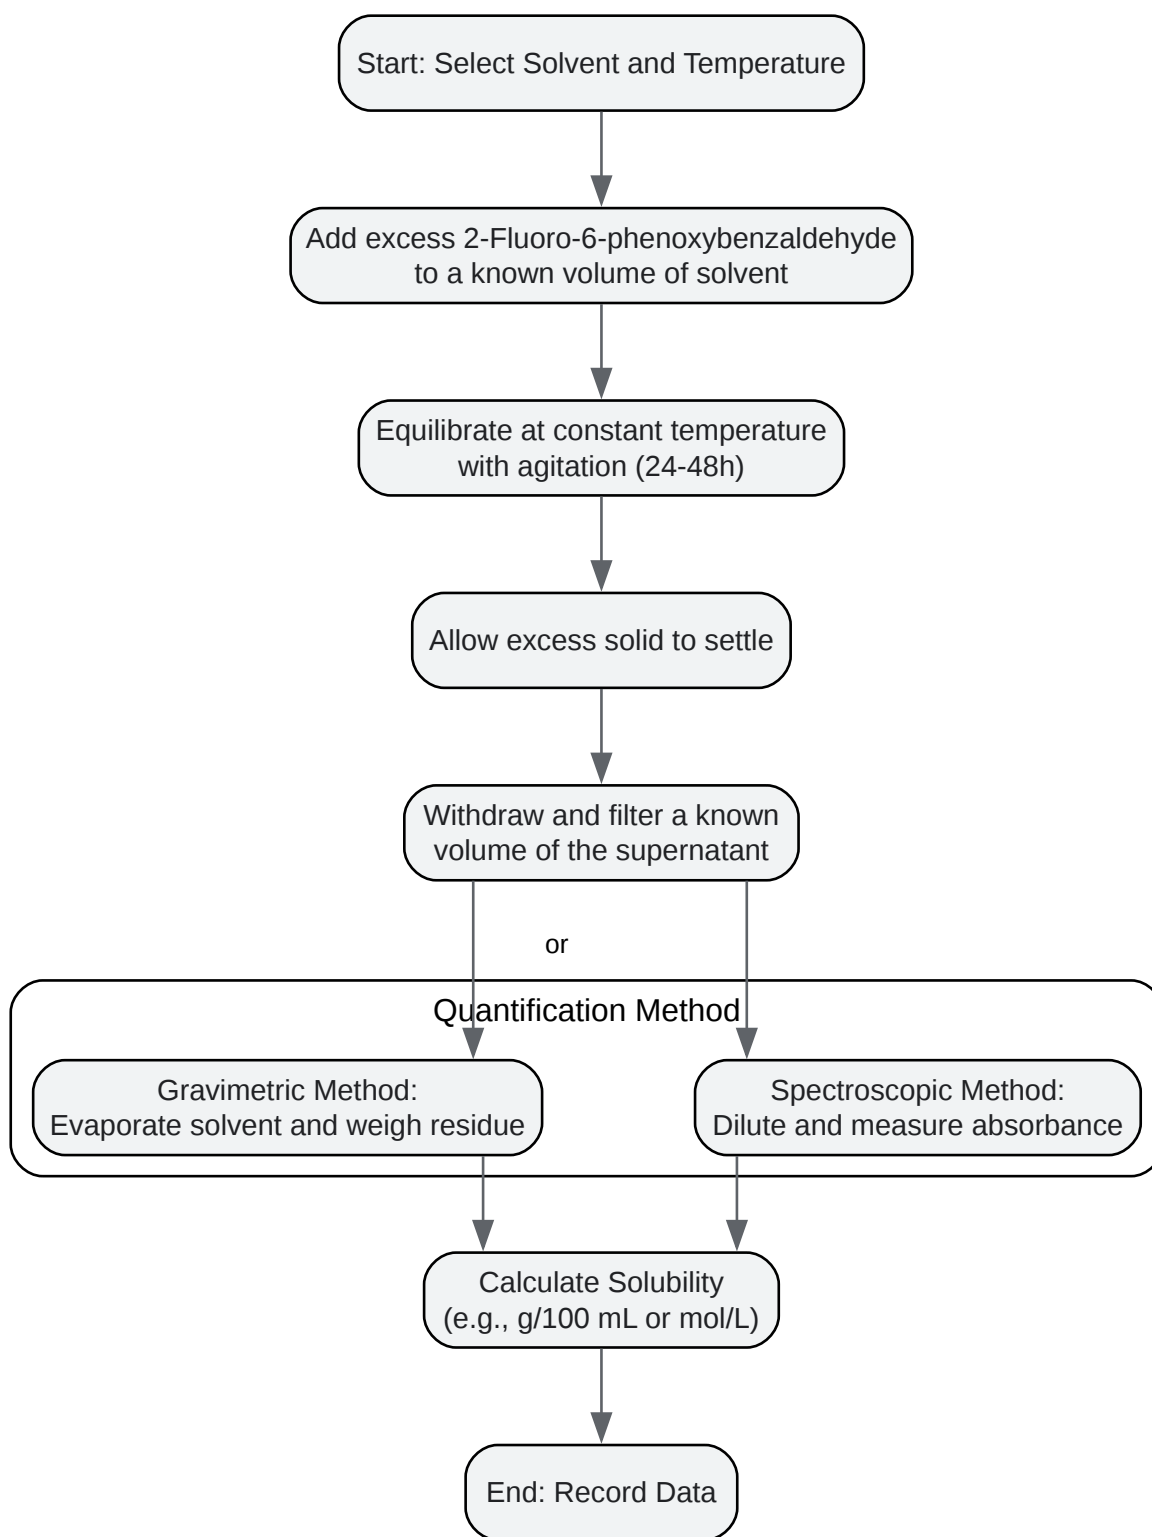 Start: Select Solvent and Temperature
Add excess 2-Fluoro-6-phenoxybenzaldehyde
to a known volume of solvent
Equilibrate at constant temperature
with agitation (24-48h)
Allow excess solid to settle
Withdraw and filter a known
volume of the supernatant
or
Quantification Method
Gravimetric Method:
Evaporate solvent and weigh residue
Spectroscopic Method:
Dilute and measure absorbance
Calculate Solubility
(e.g., g/100 mL or mol/L)
End: Record Data